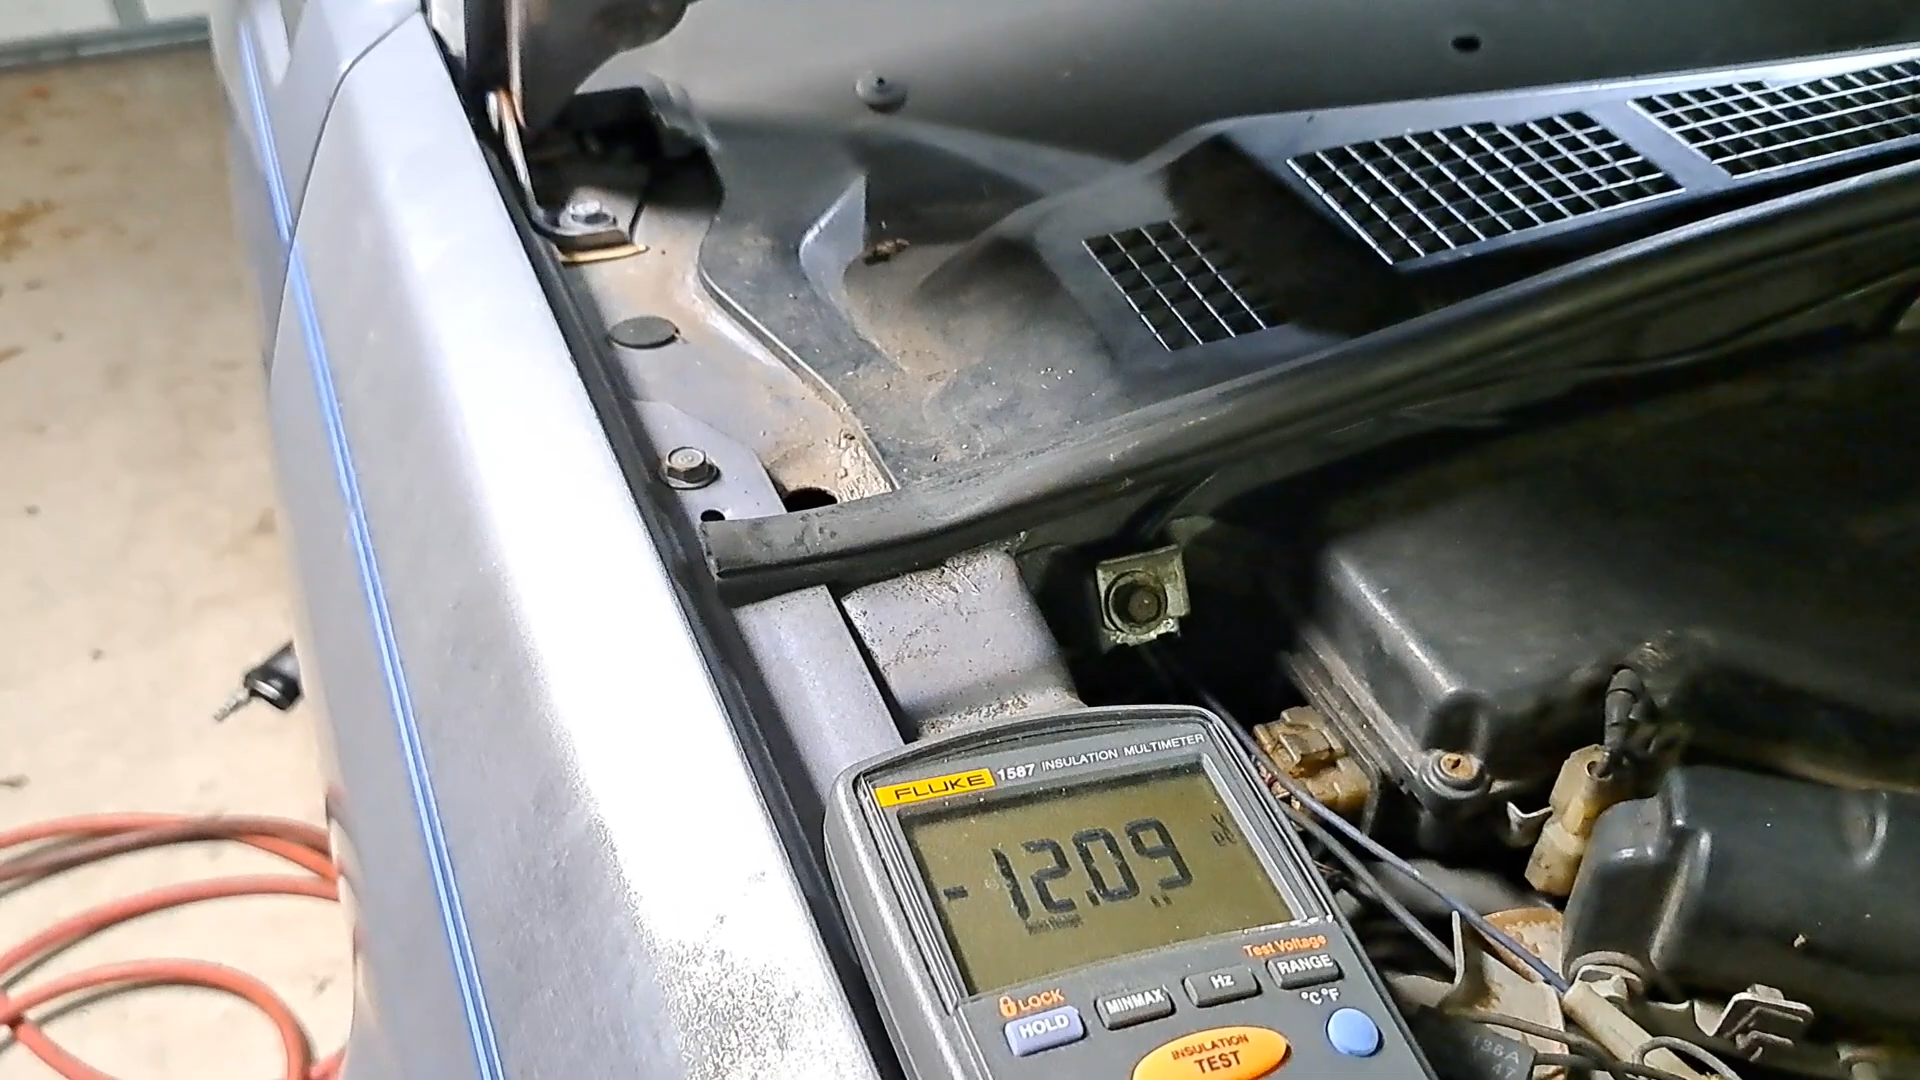 FLUKE 1587 INSULATION MULTIMETER
-12.09
Test Voltage
LOCK
HOLD
MINMAX
Hz
RANGE
°C°F
INSULATION
TEST